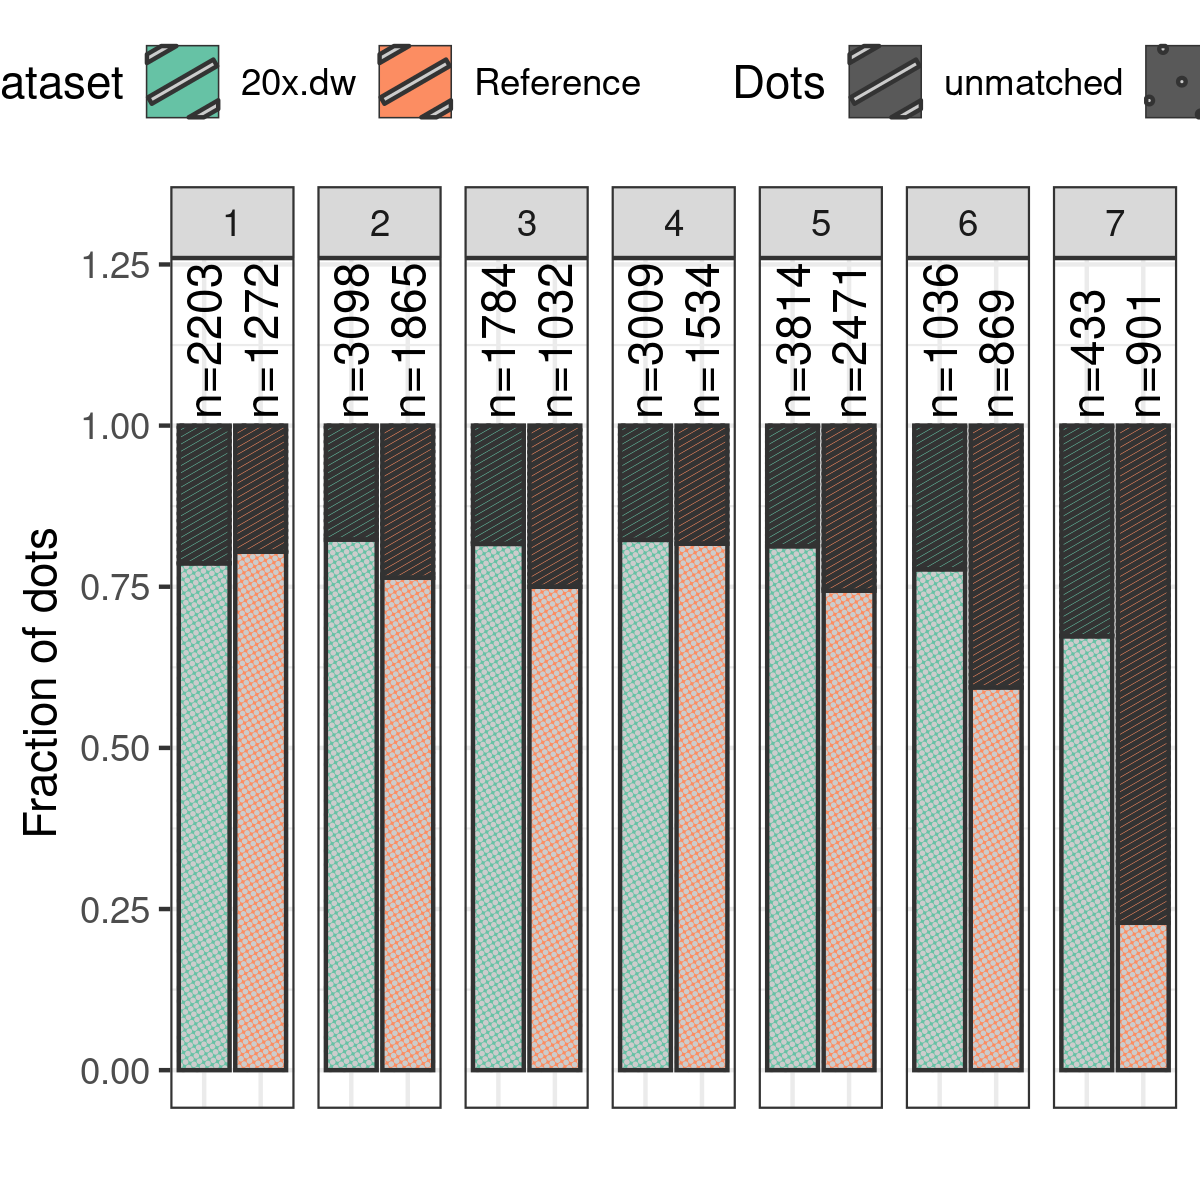 ataset 20x.dw Reference Dots unmatched
1 2 3 4 5 6 7
n=2203 n=1272 n=3098 n=1865 n=1784 n=1032 n=3009 n=1534 n=3814 n=2471 n=1036 n=869 n=433 n=901
Fraction of dots
1.25
1.00
0.75
0.50
0.25
0.00